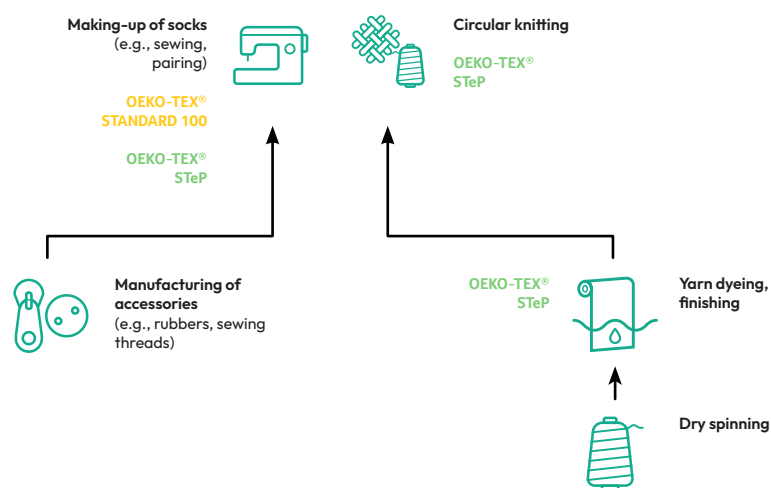 Making-up of socks
(e.g., sewing,
pairing)
OEKO-TEX®
STANDARD 100
OEKO-TEX®
STeP
Circular knitting
OEKO-TEX®
STeP
Manufacturing of
accessories
(e.g., rubbers, sewing
threads)
OEKO-TEX®
STeP
Yarn dyeing,
finishing
Dry spinning